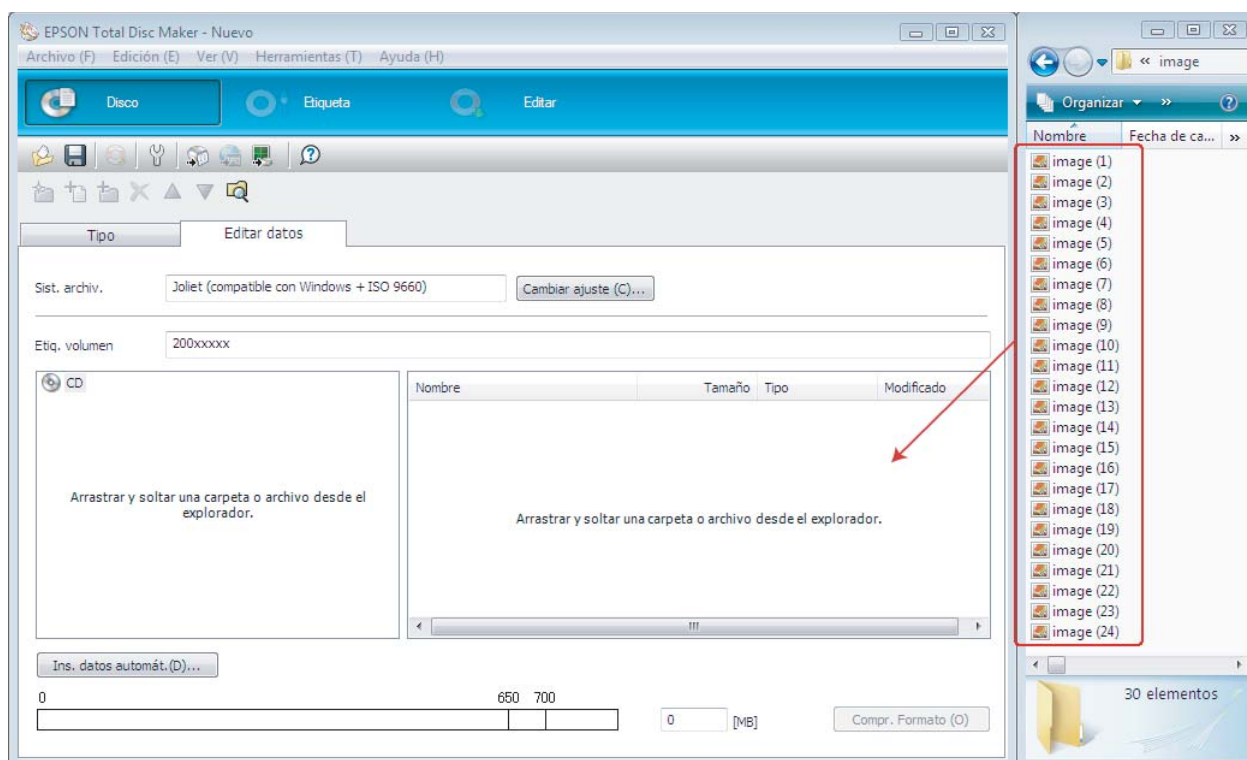 EPSON Total Disc Maker - Nuevo
Archivo (F) Edición (E) Ver (V) Herramientas (T) Ayuda (H)
Disco Etiqueta Editar
Tipo Editar datos
Sist. archiv. Joliet (compatible con Windows + ISO 9660) Cambiar ajuste (C)...
Etiq. volumen 200xxxxx
CD
Arrastrar y soltar una carpeta o archivo desde el
explorador.
Nombre Tamaño Tipo Modificado
Arrastrar y soltar una carpeta o archivo desde el explorador.
Ins. datos automát.(D)...
0 650 700
0 [MB] Compr. Formato (O)
« image
Organizar »
Nombre Fecha de ca... »
image (1)
image (2)
image (3)
image (4)
image (5)
image (6)
image (7)
image (8)
image (9)
image (10)
image (11)
image (12)
image (13)
image (14)
image (15)
image (16)
image (17)
image (18)
image (19)
image (20)
image (21)
image (22)
image (23)
image (24)
30 elementos